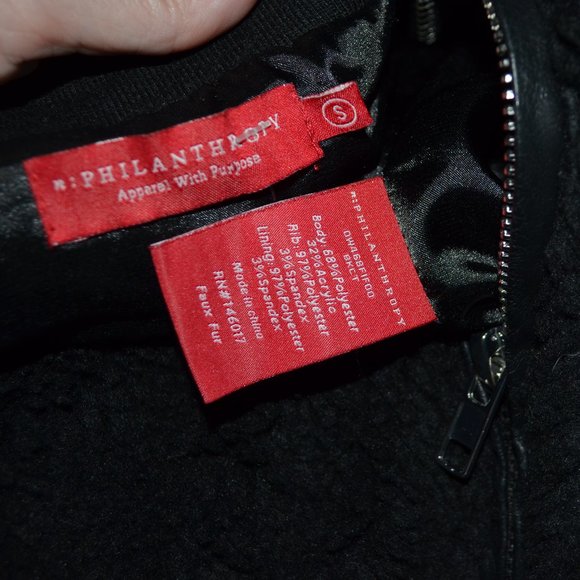 n:PHILANTHROPY
Apparel With Purpose
S
n:PHILANTHROPY
BKCT
Body: 68%Polyester
32%Acrylic
Rib: 97%Polyester
3%Spandex
Lining: 97%Polyester
3%Spandex
Made in china
RN#146017
Faux Fur